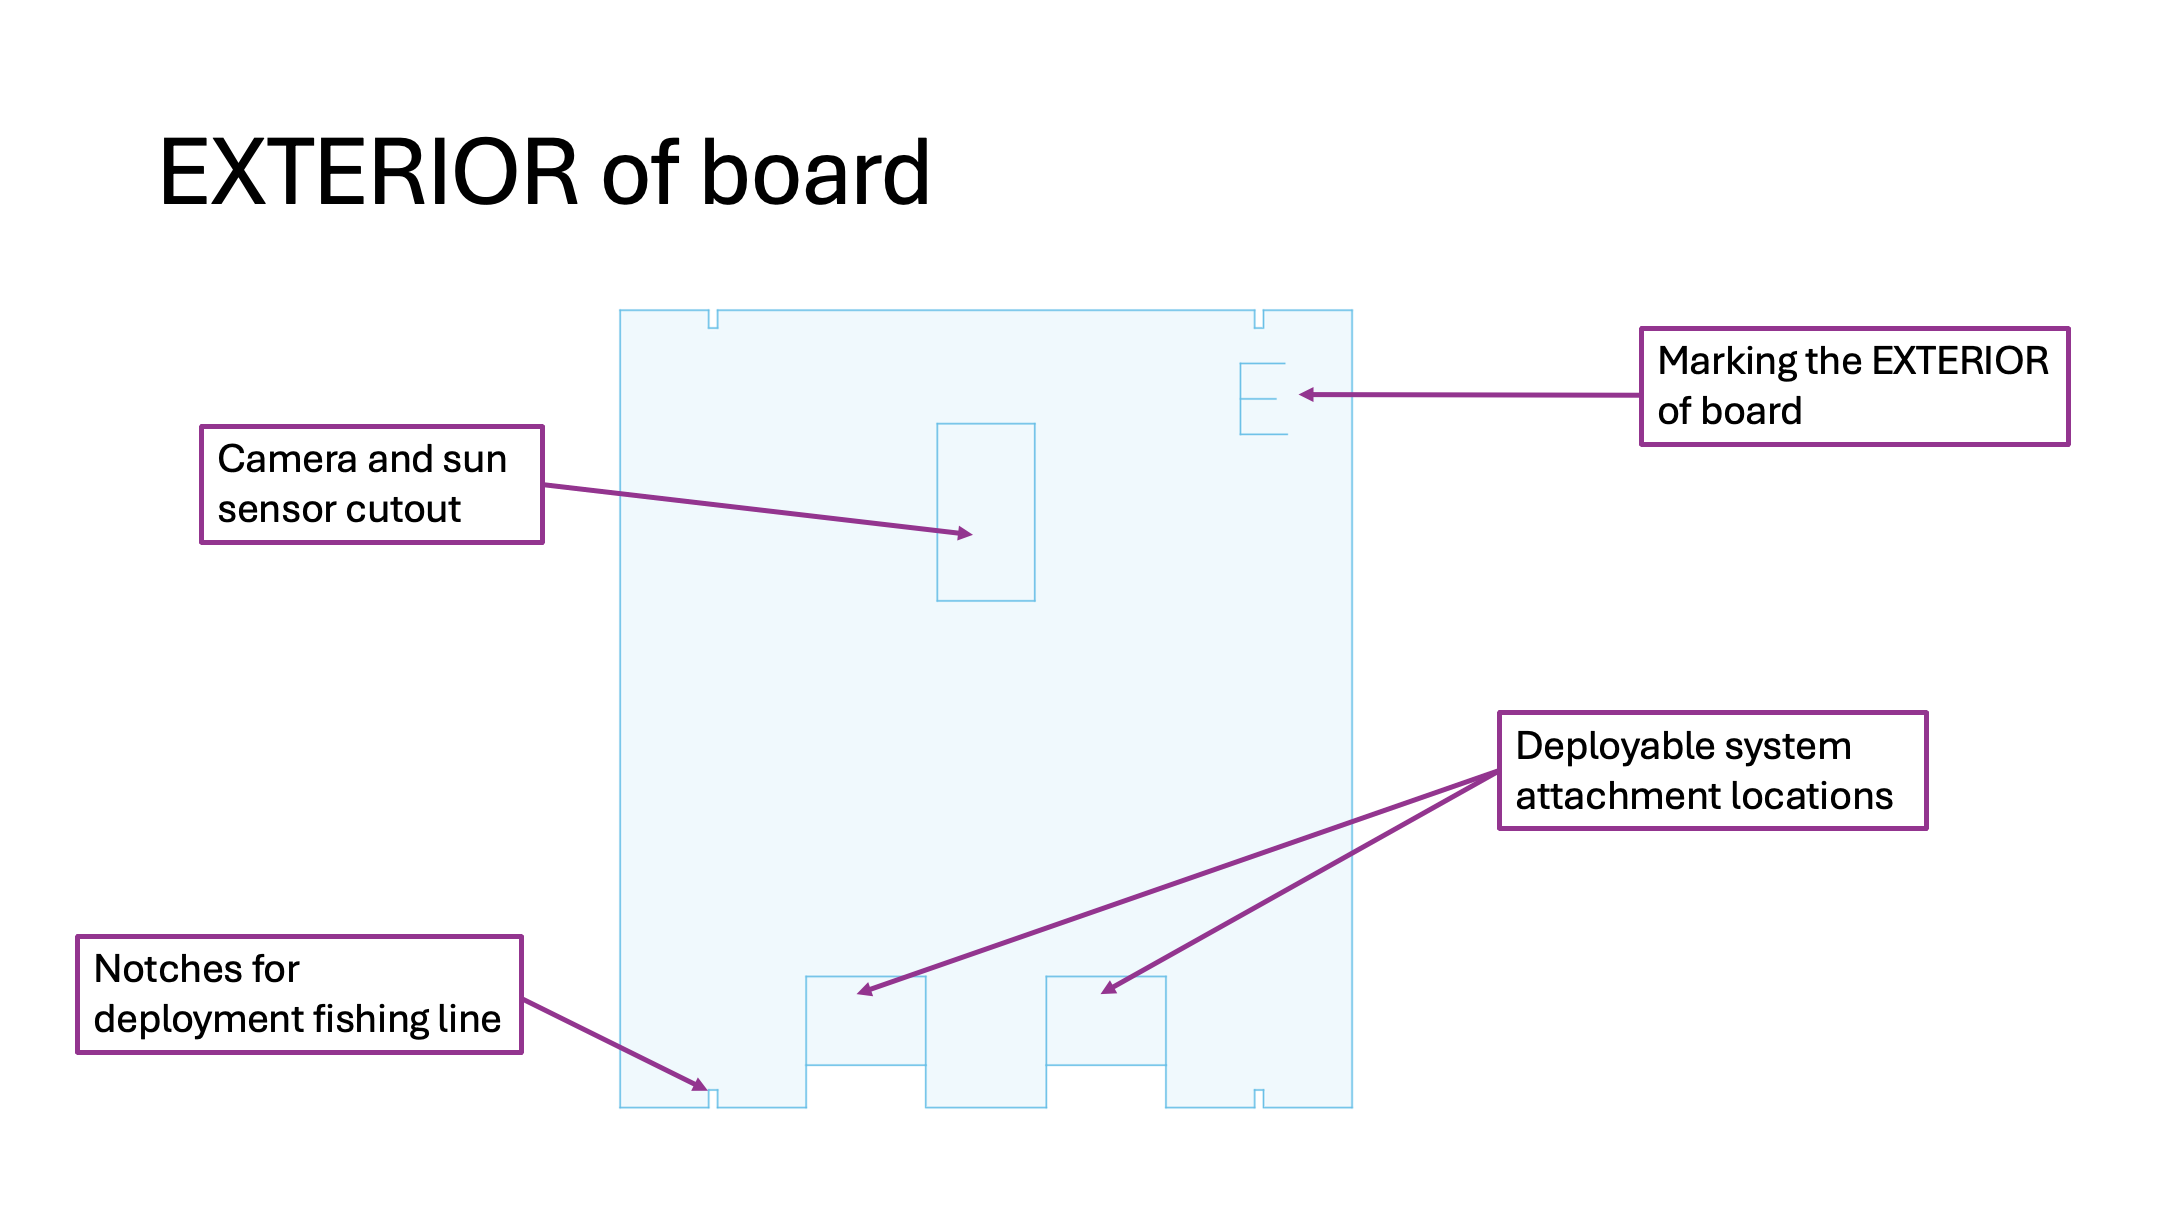 EXTERIOR of board
Marking the EXTERIOR
of board
E
Camera and sun
sensor cutout
Deployable system
attachment locations
Notches for
deployment fishing line